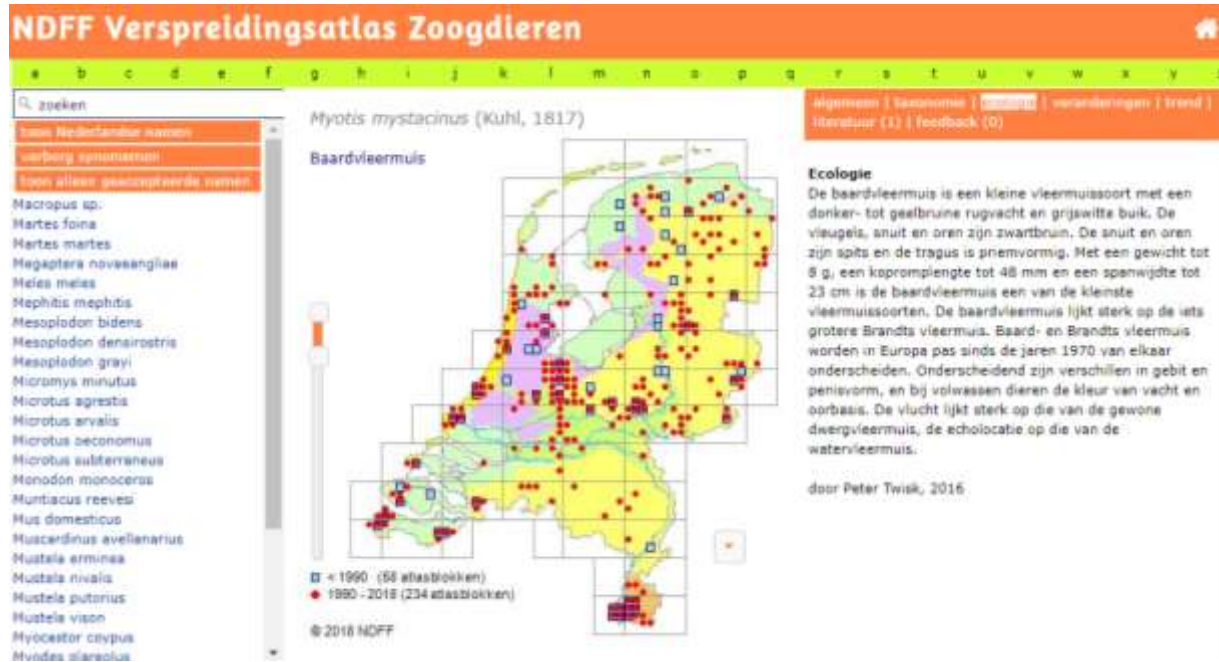 NDFF Verspreidingsatlas Zoogdieren
a b c d e f g h i j k l m n o p q r s t u v w x y
zoeken
toon Nederlandse namen
verberg synoniemen
toon alleen geaccepteerde namen
Macropus sp.
Martes foina
Martes martes
Megaptera novaeangliae
Meles meles
Mephitis mephitis
Mesoplodon bidens
Mesoplodon densirostris
Mesoplodon grayi
Micromys minutus
Microtus agrestis
Microtus arvalis
Microtus oeconomus
Microtus subterraneus
Monodon monoceros
Muntiacus reevesi
Mus domesticus
Muscardinus avellanarius
Mustela erminea
Mustela nivalis
Mustela putorius
Mustela vison
Myocastor coypus
Myodes glareolus
Myotis mystacinus (Kuhl, 1817)
Baardvleermuis
< 1990 (68 atlasblokken)
1990 - 2018 (234 atlasblokken)
© 2018 NDFF
algemeen | taxonomie | ecologie | veranderingen | trend |
literatuur (1) | feedback (0)
Ecologie
De baardvleermuis is een kleine vleermuissoort met een
donker- tot geelbruine rugvacht en grijswitte buik. De
vleugels, snuit en oren zijn zwartbruin. De snuit en oren
zijn spits en de tragus is priemvormig. Met een gewicht tot
8 g, een kopromplengte tot 48 mm en een spanwijdte tot
23 cm is de baardvleermuis een van de kleinste
vleermuissoorten. De baardvleermuis lijkt sterk op de iets
grotere Brandts vleermuis. Baard- en Brandts vleermuis
worden in Europa pas sinds de jaren 1970 van elkaar
onderscheiden. Onderscheidend zijn verschillen in gebit en
penisvorm, en bij volwassen dieren de kleur van vacht en
oorbasis. De vlucht lijkt sterk op die van de gewone
dwergvleermuis, de echolocatie op die van de
watervleermuis.
door Peter Twisk, 2016